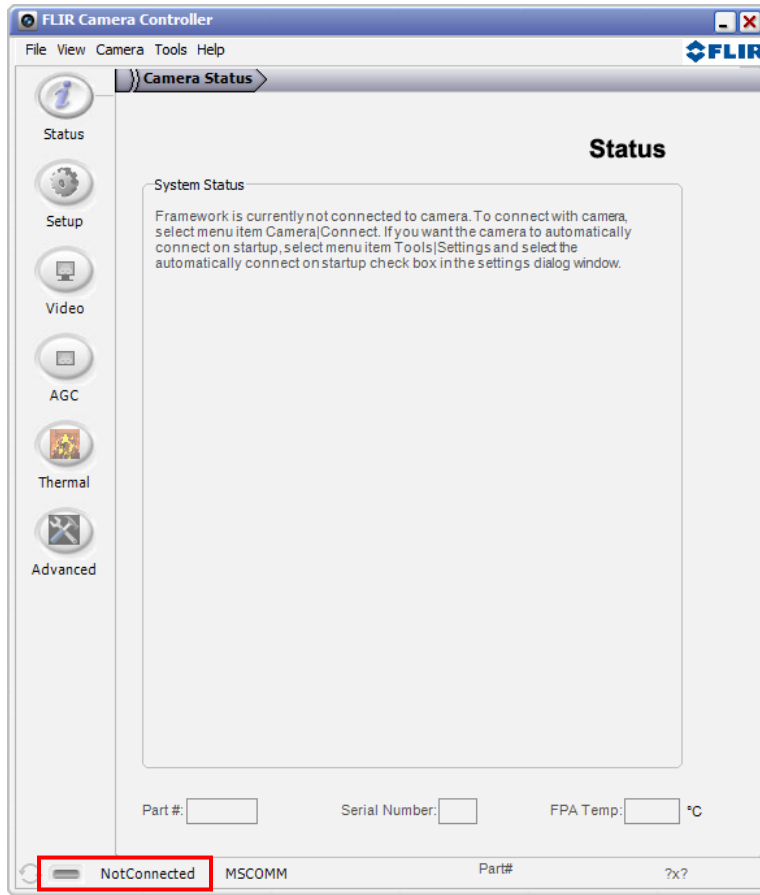 FLIR Camera Controller
File View Camera Tools Help
FLIR
Camera Status
Status
Setup
Video
AGC
Thermal
Advanced
Status
System Status
Framework is currently not connected to camera. To connect with camera,
select menu item Camera|Connect. If you want the camera to automatically
connect on startup, select menu item Tools|Settings and select the
automatically connect on startup check box in the settings dialog window.
Part #: Serial Number: FPA Temp: °C
NotConnected MSCOMM Part# ?x?